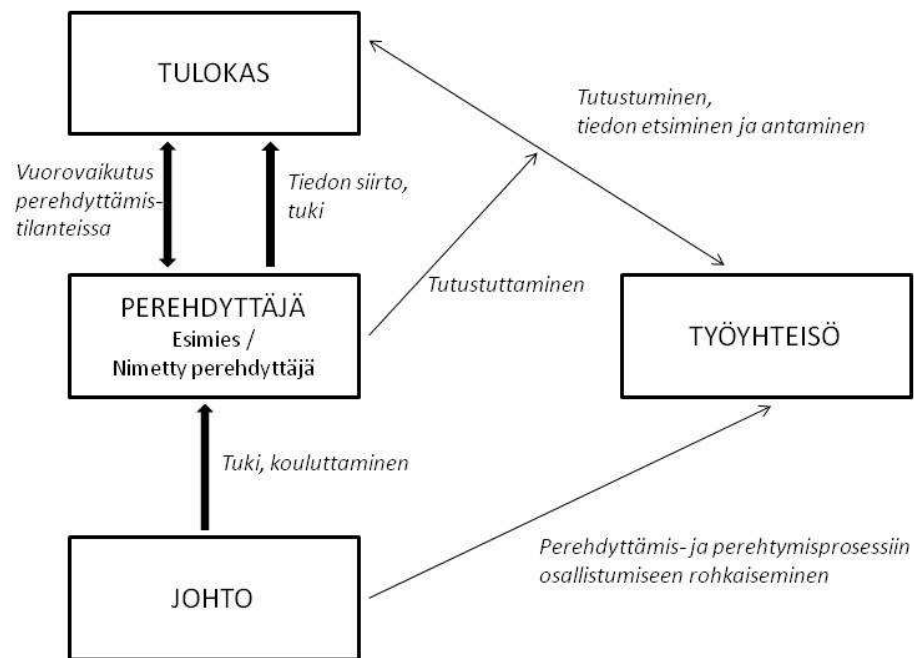 TULOKAS
Tutustuminen,
tiedon etsiminen ja antaminen
Vuorovaikutus
perehdyttämis-
tilanteissa
Tiedon siirto,
tuki
PEREHDYTTÄJÄ
Esimies /
Nimetty perehdyttäjä
Tutustuttaminen
TYÖYHTEISÖ
Tuki, kouluttaminen
Perehdyttämis- ja perehtymisprosessiin
osallistumiseen rohkaiseminen
JOHTO